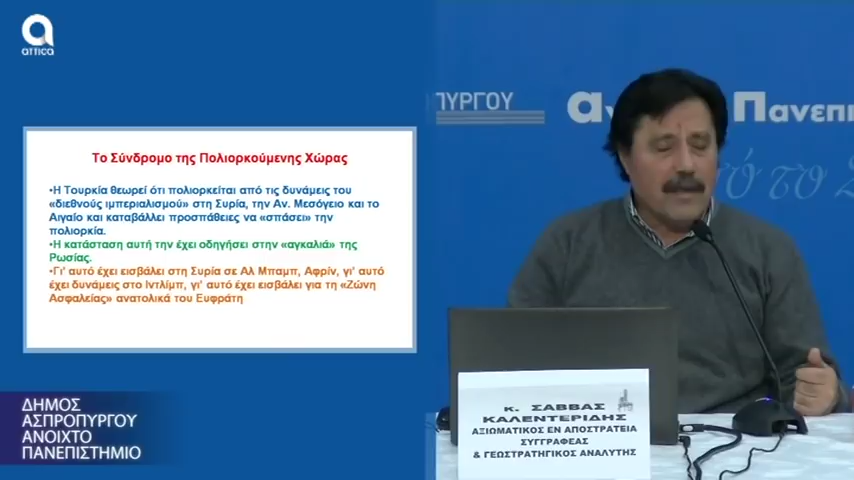 attica
Το Σύνδρομο της Πολιορκούμενης Χώρας
•Η Τουρκία θεωρεί ότι πολιορκείται από τις δυνάμεις του
«διεθνούς ιμπεριαλισμού» στη Συρία, την Αν. Μεσόγειο και το
Αιγαίο και καταβάλλει προσπάθειες να «σπάσει» την
πολιορκία.
•Η κατάσταση αυτή την έχει οδηγήσει στην «αγκαλιά» της
Ρωσίας.
•Γι' αυτό έχει εισβάλει στη Συρία σε Αλ Μπαμπ, Αφρίν, γι' αυτό
έχει δυνάμεις στο Ιντλίμπ, γι' αυτό έχει εισβάλει για τη «Ζώνη
Ασφαλείας» ανατολικά του Ευφράτη
ΔΗΜΟΣ
ΑΣΠΡΟΠΥΡΓΟΥ
ΑΝΟΙΧΤΟ
ΠΑΝΕΠΙΣΤΗΜΙΟ
ΠΥΡΓΟΥ
Πανεπι
ό το
κ. ΣΑΒΒΑΣ
ΚΑΛΕΝΤΕΡΙΔΗΣ
ΑΞΙΩΜΑΤΙΚΟΣ ΕΝ ΑΠΟΣΤΡΑΤΕΙΑ
ΣΥΓΓΡΑΦΕΑΣ
& ΓΕΩΣΤΡΑΤΗΓΙΚΟΣ ΑΝΑΛΥΤΗΣ